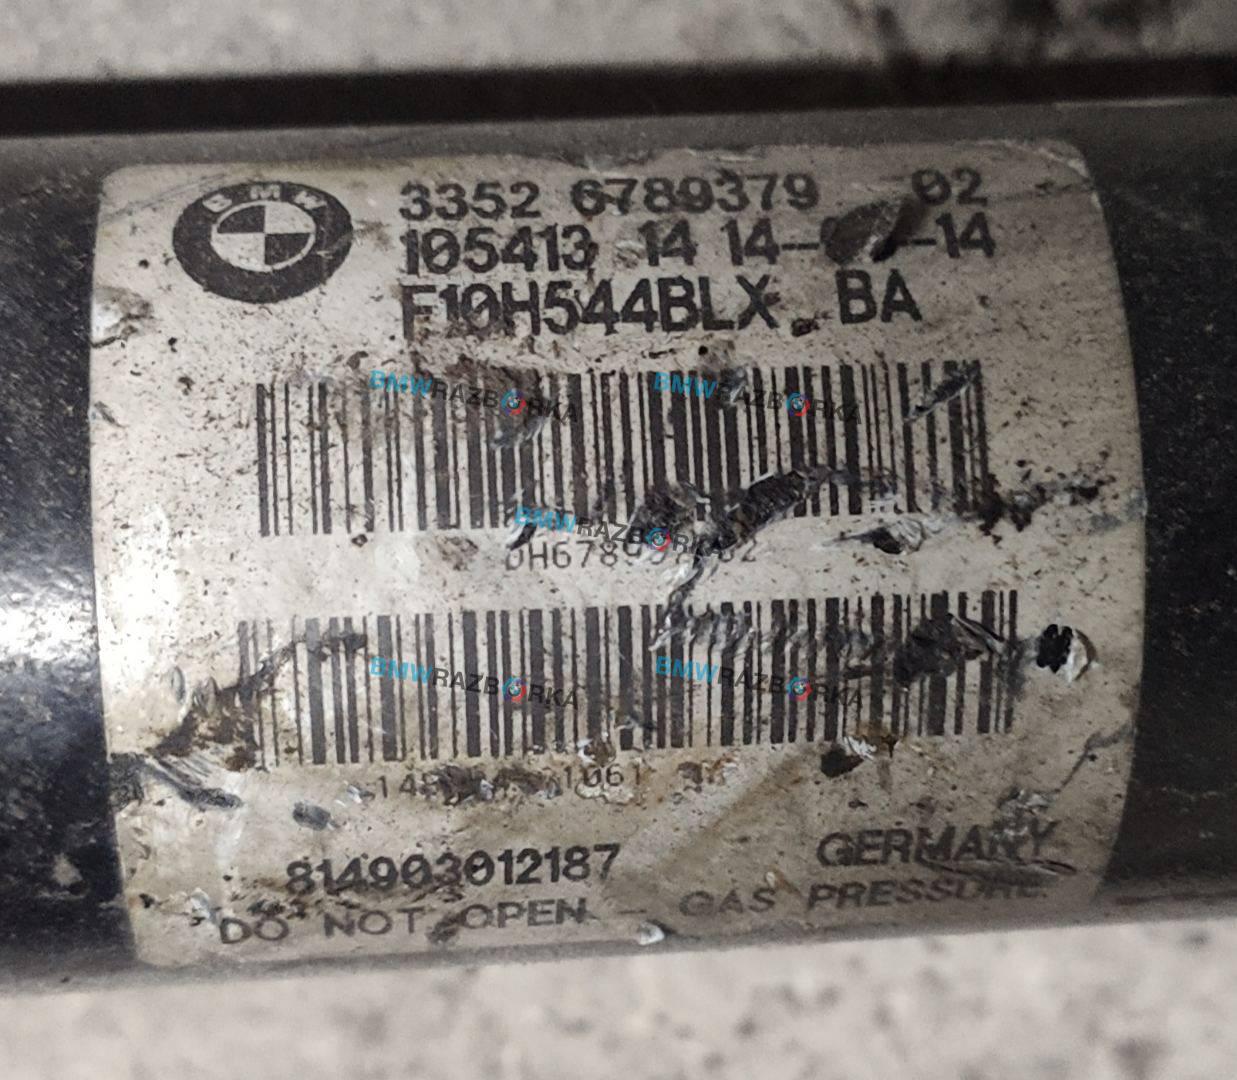 BMW
3352 6789379 02
105413 14
F10H544BLX BA
BMWRAZBORKA BMWRAZBORKA
BMWRAZBORKA
BMWRAZBORKA BMWRAZBORKA
814903012187 GERMANY
DO NOT OPEN - GAS PRESSURE